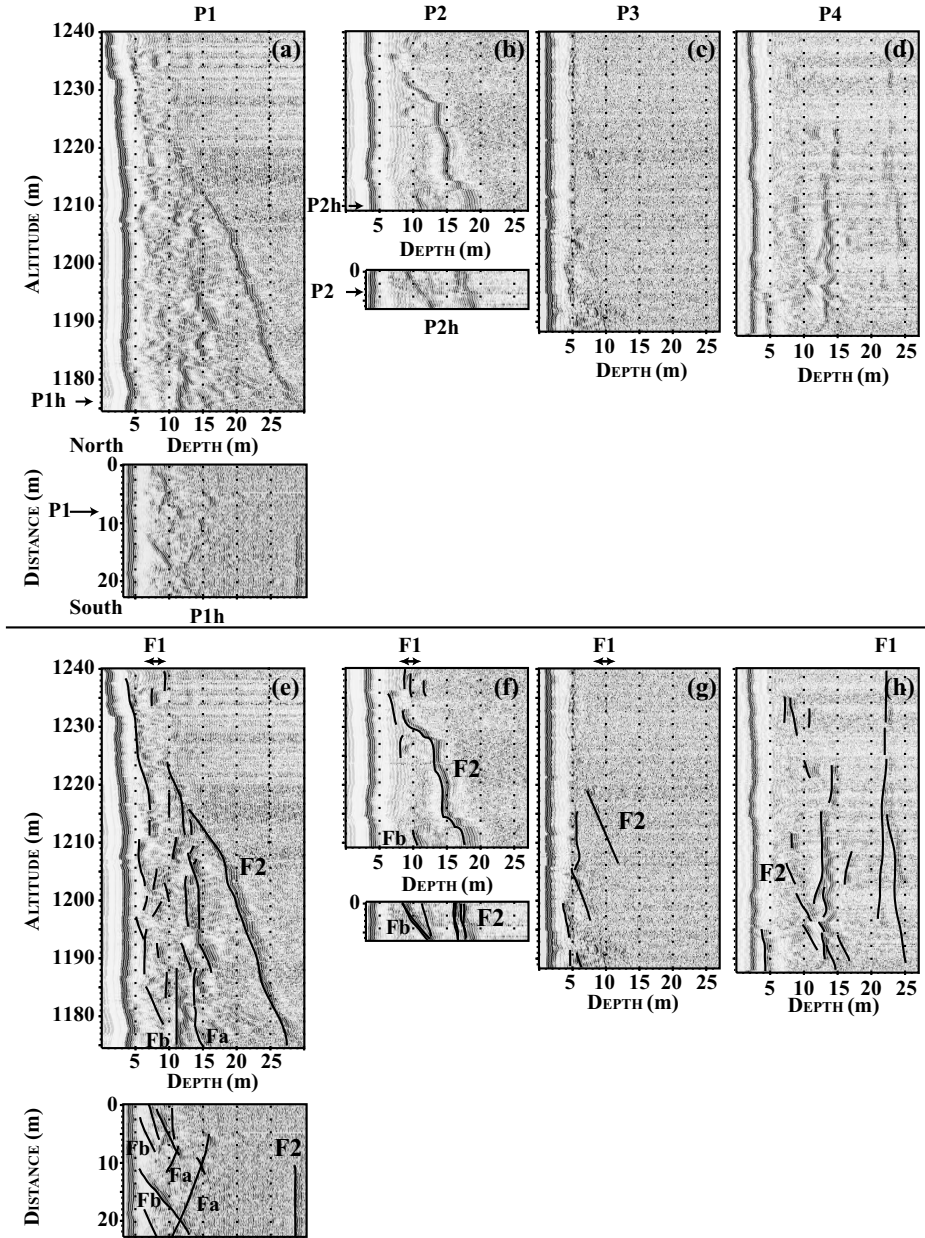 P1 P2 P3 P4
(a) (b) (c) (d)
ALTITUDE (m)
1240
1230
1220
1210
1200
1190
1180
P1h
5 10 15 20 25
North DEPTH (m)
P2h
5 10 15 20 25
DEPTH (m)
0
P2
P2h
5 10 15 20 25
DEPTH (m)
5 10 15 20 25
DEPTH (m)
DISTANCE (m)
0
P1
10
20
South
P1h
F1 F1 F1 F1
(e) (f) (g) (h)
ALTITUDE (m)
1240
1230
1220
1210
1200
1190
1180
F2
Fb Fa
5 10 15 20 25
DEPTH (m)
F2
Fb
5 10 15 20 25
DEPTH (m)
0
Fb F2
F2
5 10 15 20 25
DEPTH (m)
F2
5 10 15 20 25
DEPTH (m)
DISTANCE (m)
0
10
20
Fb
Fa
Fb
Fa
F2